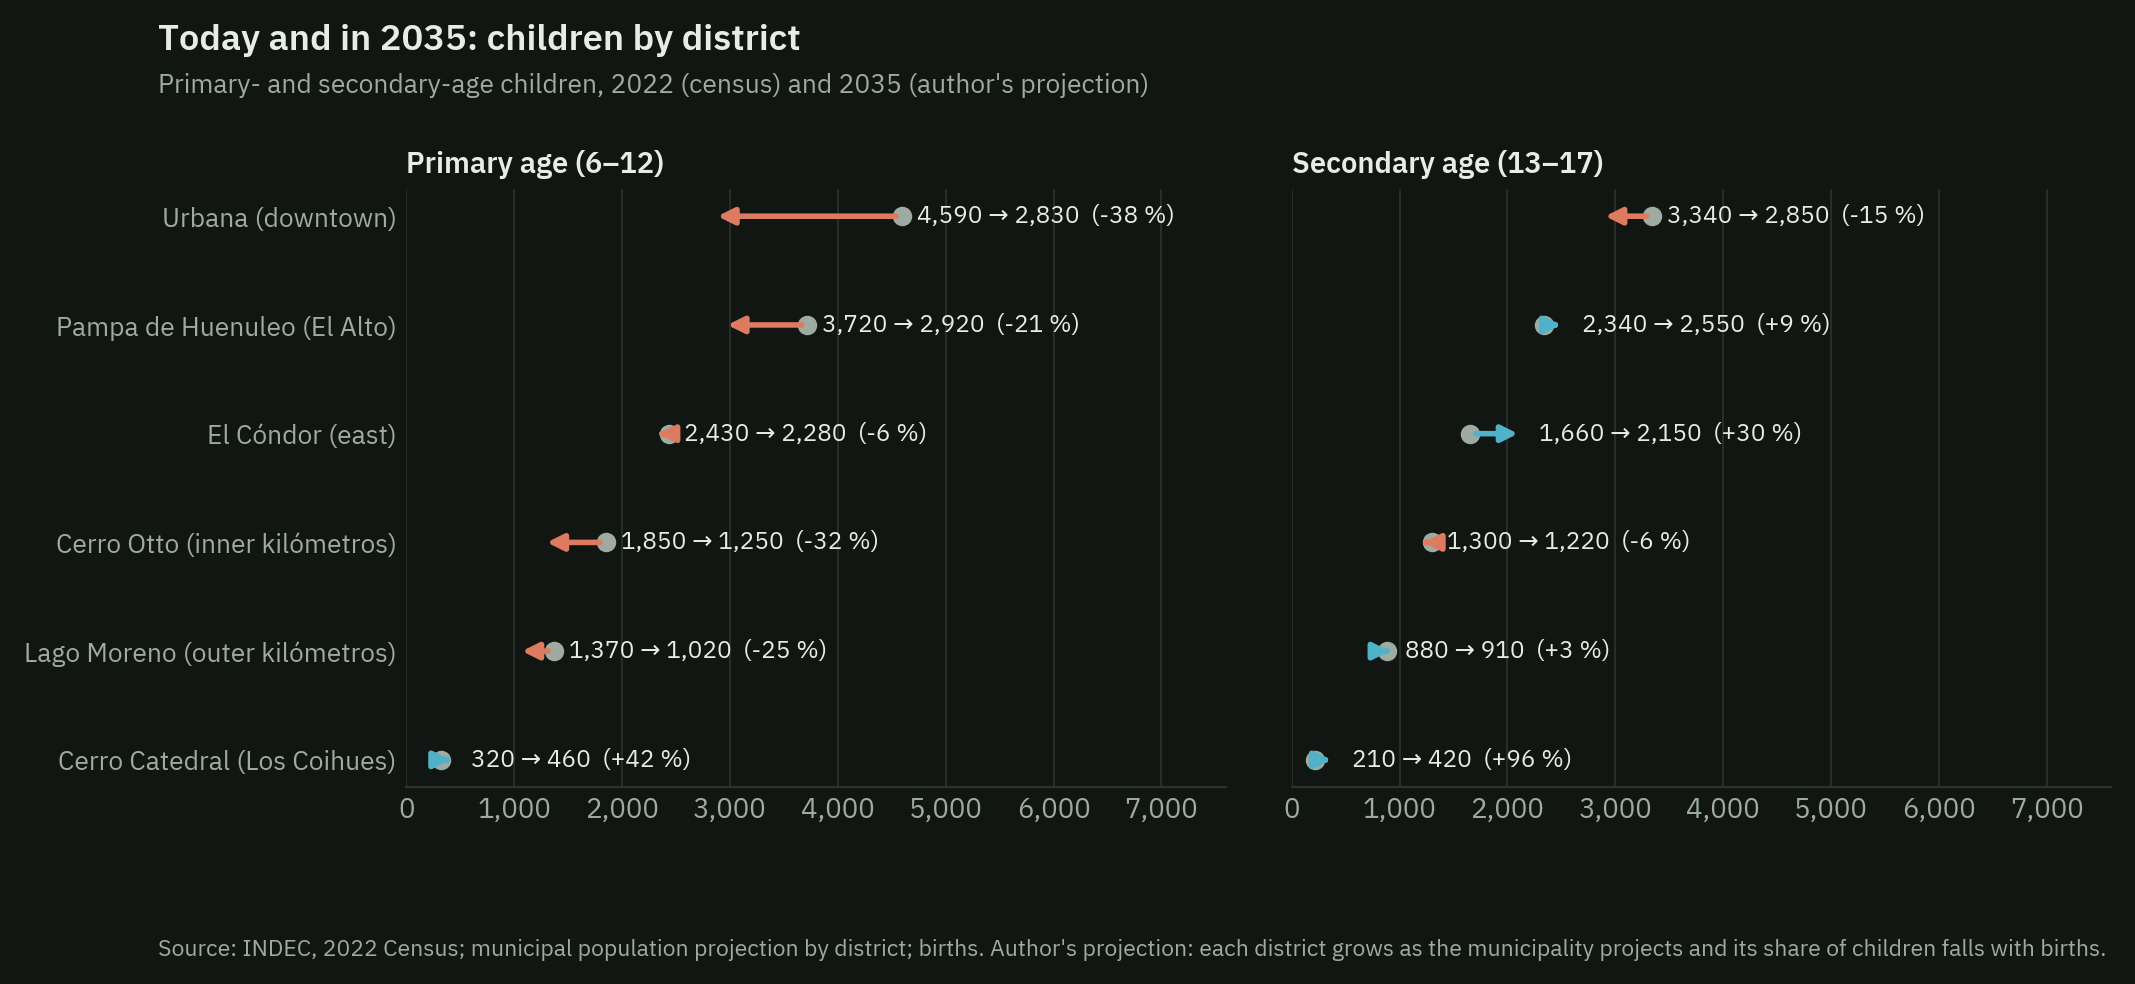 Today and in 2035: children by district
Primary- and secondary-age children, 2022 (census) and 2035 (author's projection)
Primary age (6–12)
Urbana (downtown)
4,590 → 2,830 (-38 %)
Pampa de Huenuleo (El Alto)
3,720 → 2,920 (-21 %)
El Cóndor (east)
2,430 → 2,280 (-6 %)
Cerro Otto (inner kilómetros)
1,850 → 1,250 (-32 %)
Lago Moreno (outer kilómetros)
1,370 → 1,020 (-25 %)
Cerro Catedral (Los Coihues)
320 → 460 (+42 %)
0 1,000 2,000 3,000 4,000 5,000 6,000 7,000
Secondary age (13–17)
3,340 → 2,850 (-15 %)
2,340 → 2,550 (+9 %)
1,660 → 2,150 (+30 %)
1,300 → 1,220 (-6 %)
880 → 910 (+3 %)
210 → 420 (+96 %)
0 1,000 2,000 3,000 4,000 5,000 6,000 7,000
Source: INDEC, 2022 Census; municipal population projection by district; births. Author's projection: each district grows as the municipality projects and its share of children falls with births.